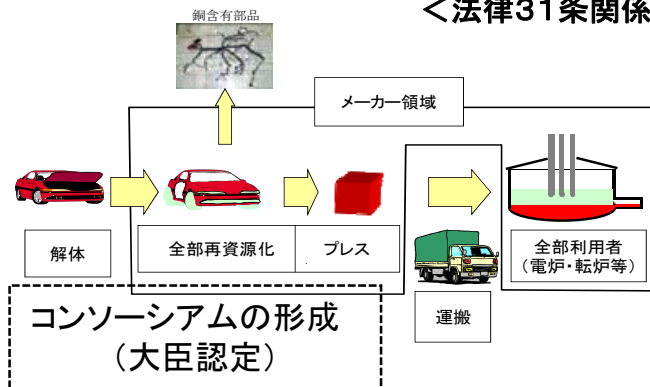 <法律31条関係
銅含有部品
メーカー領域
解体
全部再資源化
プレス
全部利用者
(電炉・転炉等)
運搬
コンソーシアムの形成
(大臣認定)